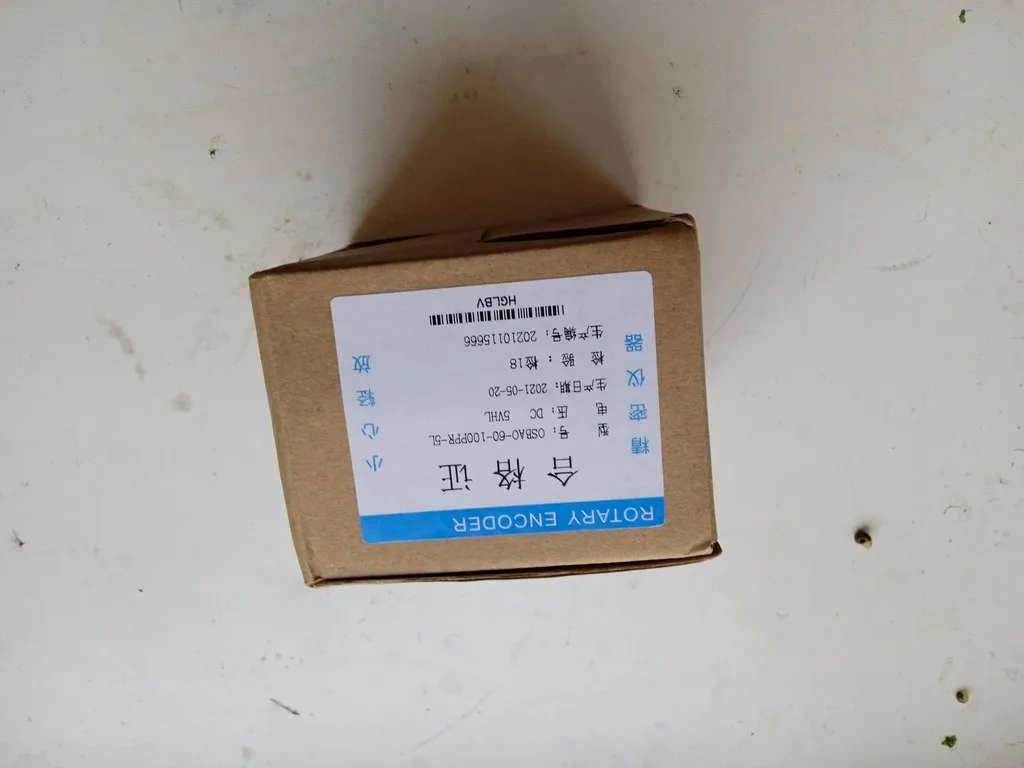 ROTARY ENCODER
合格证
型 号：OSBAO-60-100PPR-5L
电 压：DC 5VHL
生产日期：2021-05-20
检 验：检18
生产编号：20210115666
HGLBV
精密仪器
小心轻放